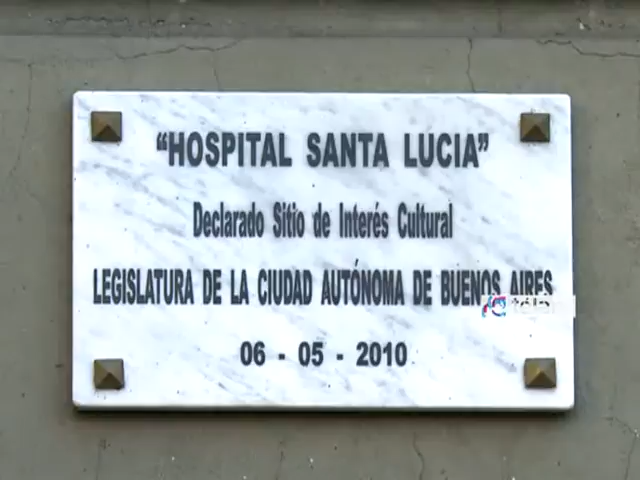 “HOSPITAL SANTA LUCIA”
Declarado Sitio de Interés Cultural
LEGISLATURA DE LA CIUDAD AUTÓNOMA DE BUENOS AIRES
06 - 05 - 2010